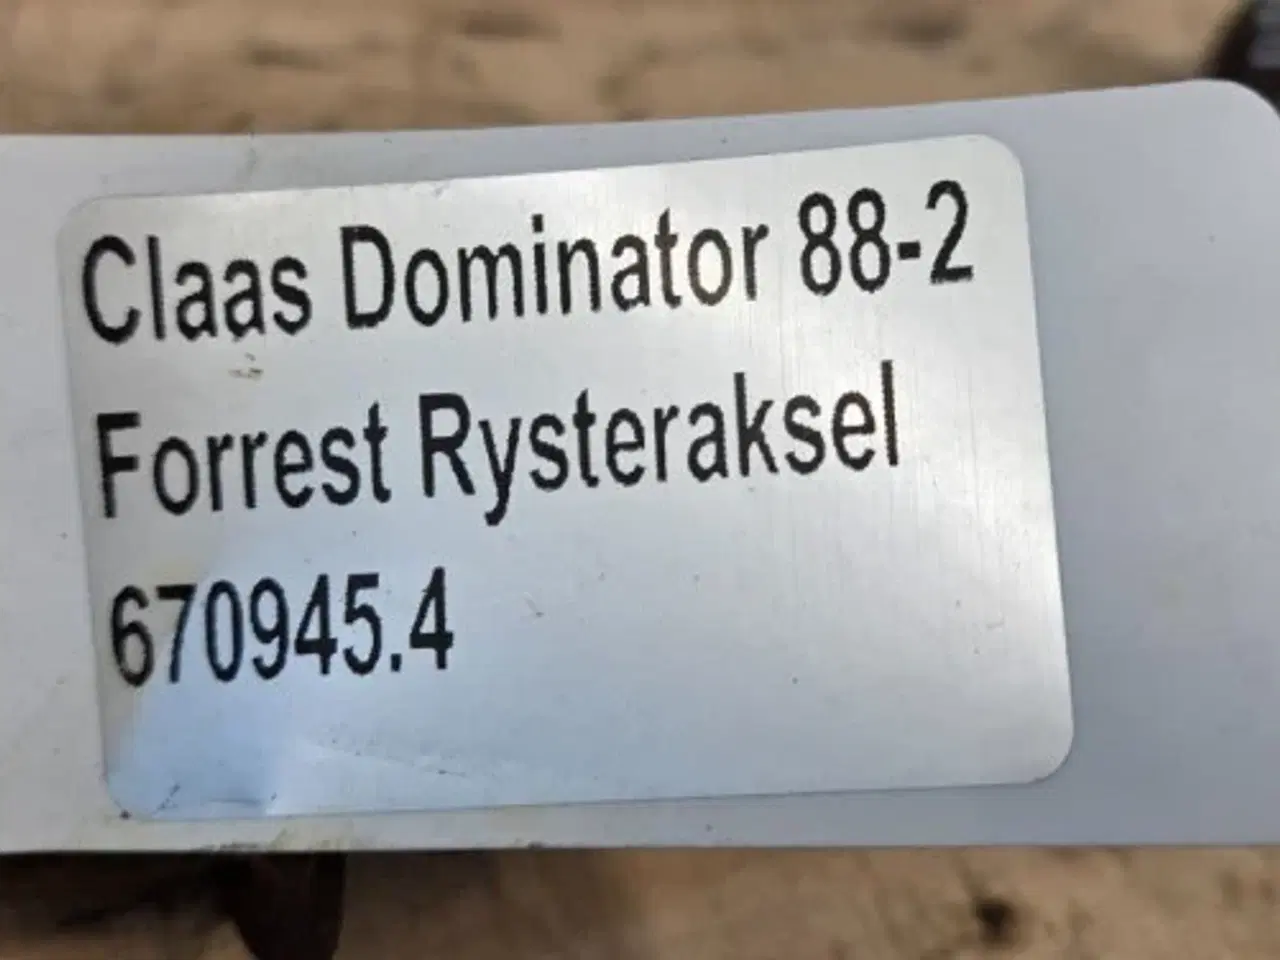 Claas Dominator 88-2
Forrest Rysteraksel
670945.4